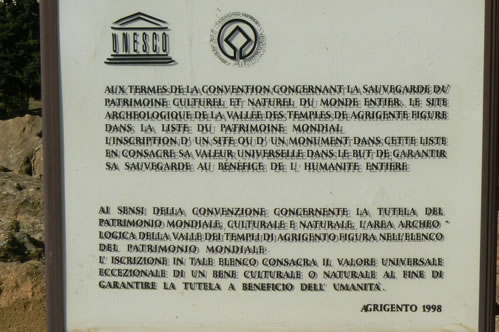 UNESCO
AUX TERMES DE LA CONVENTION CONCERNANT LA SAUVEGARDE DU
PATRIMOINE CULTUREL ET NATUREL DU MONDE ENTIER, LE SITE
ARCHEOLOGIQUE DE LA VALLEE DES TEMPLES DE AGRIGENTE FIGURE
DANS LA LISTE DU PATRIMOINE MONDIAL
L'INSCRIPTION D' UN SITE OU D' UN MONUMENT DANS CETTE LISTE
EN CONSACRE SA VALEUR UNIVERSELLE DANS LE BUT DE GARANTIR
SA SAUVEGARDE AU BENEFICE DE L' HUMANITE ENTIERE
AI SENSI DELLA CONVENZIONE CONCERNENTE LA TUTELA DEL
PATRIMONIO MONDIALE, CULTURALE E NATURALE, L'AREA ARCHEO-
LOGICA DELLA VALLE DEI TEMPLI DI AGRIGENTO FIGURA NELL'ELENCO
DEL PATRIMONIO MONDIALE.
L' ISCRIZIONE IN TALE ELENCO CONSACRA IL VALORE UNIVERSALE
ECCEZIONALE DI UN BENE CULTURALE O NATURALE AL FINE DI
GARANTIRE LA TUTELA A BENEFICIO DELL' UMANITA'.
AGRIGENTO 1998